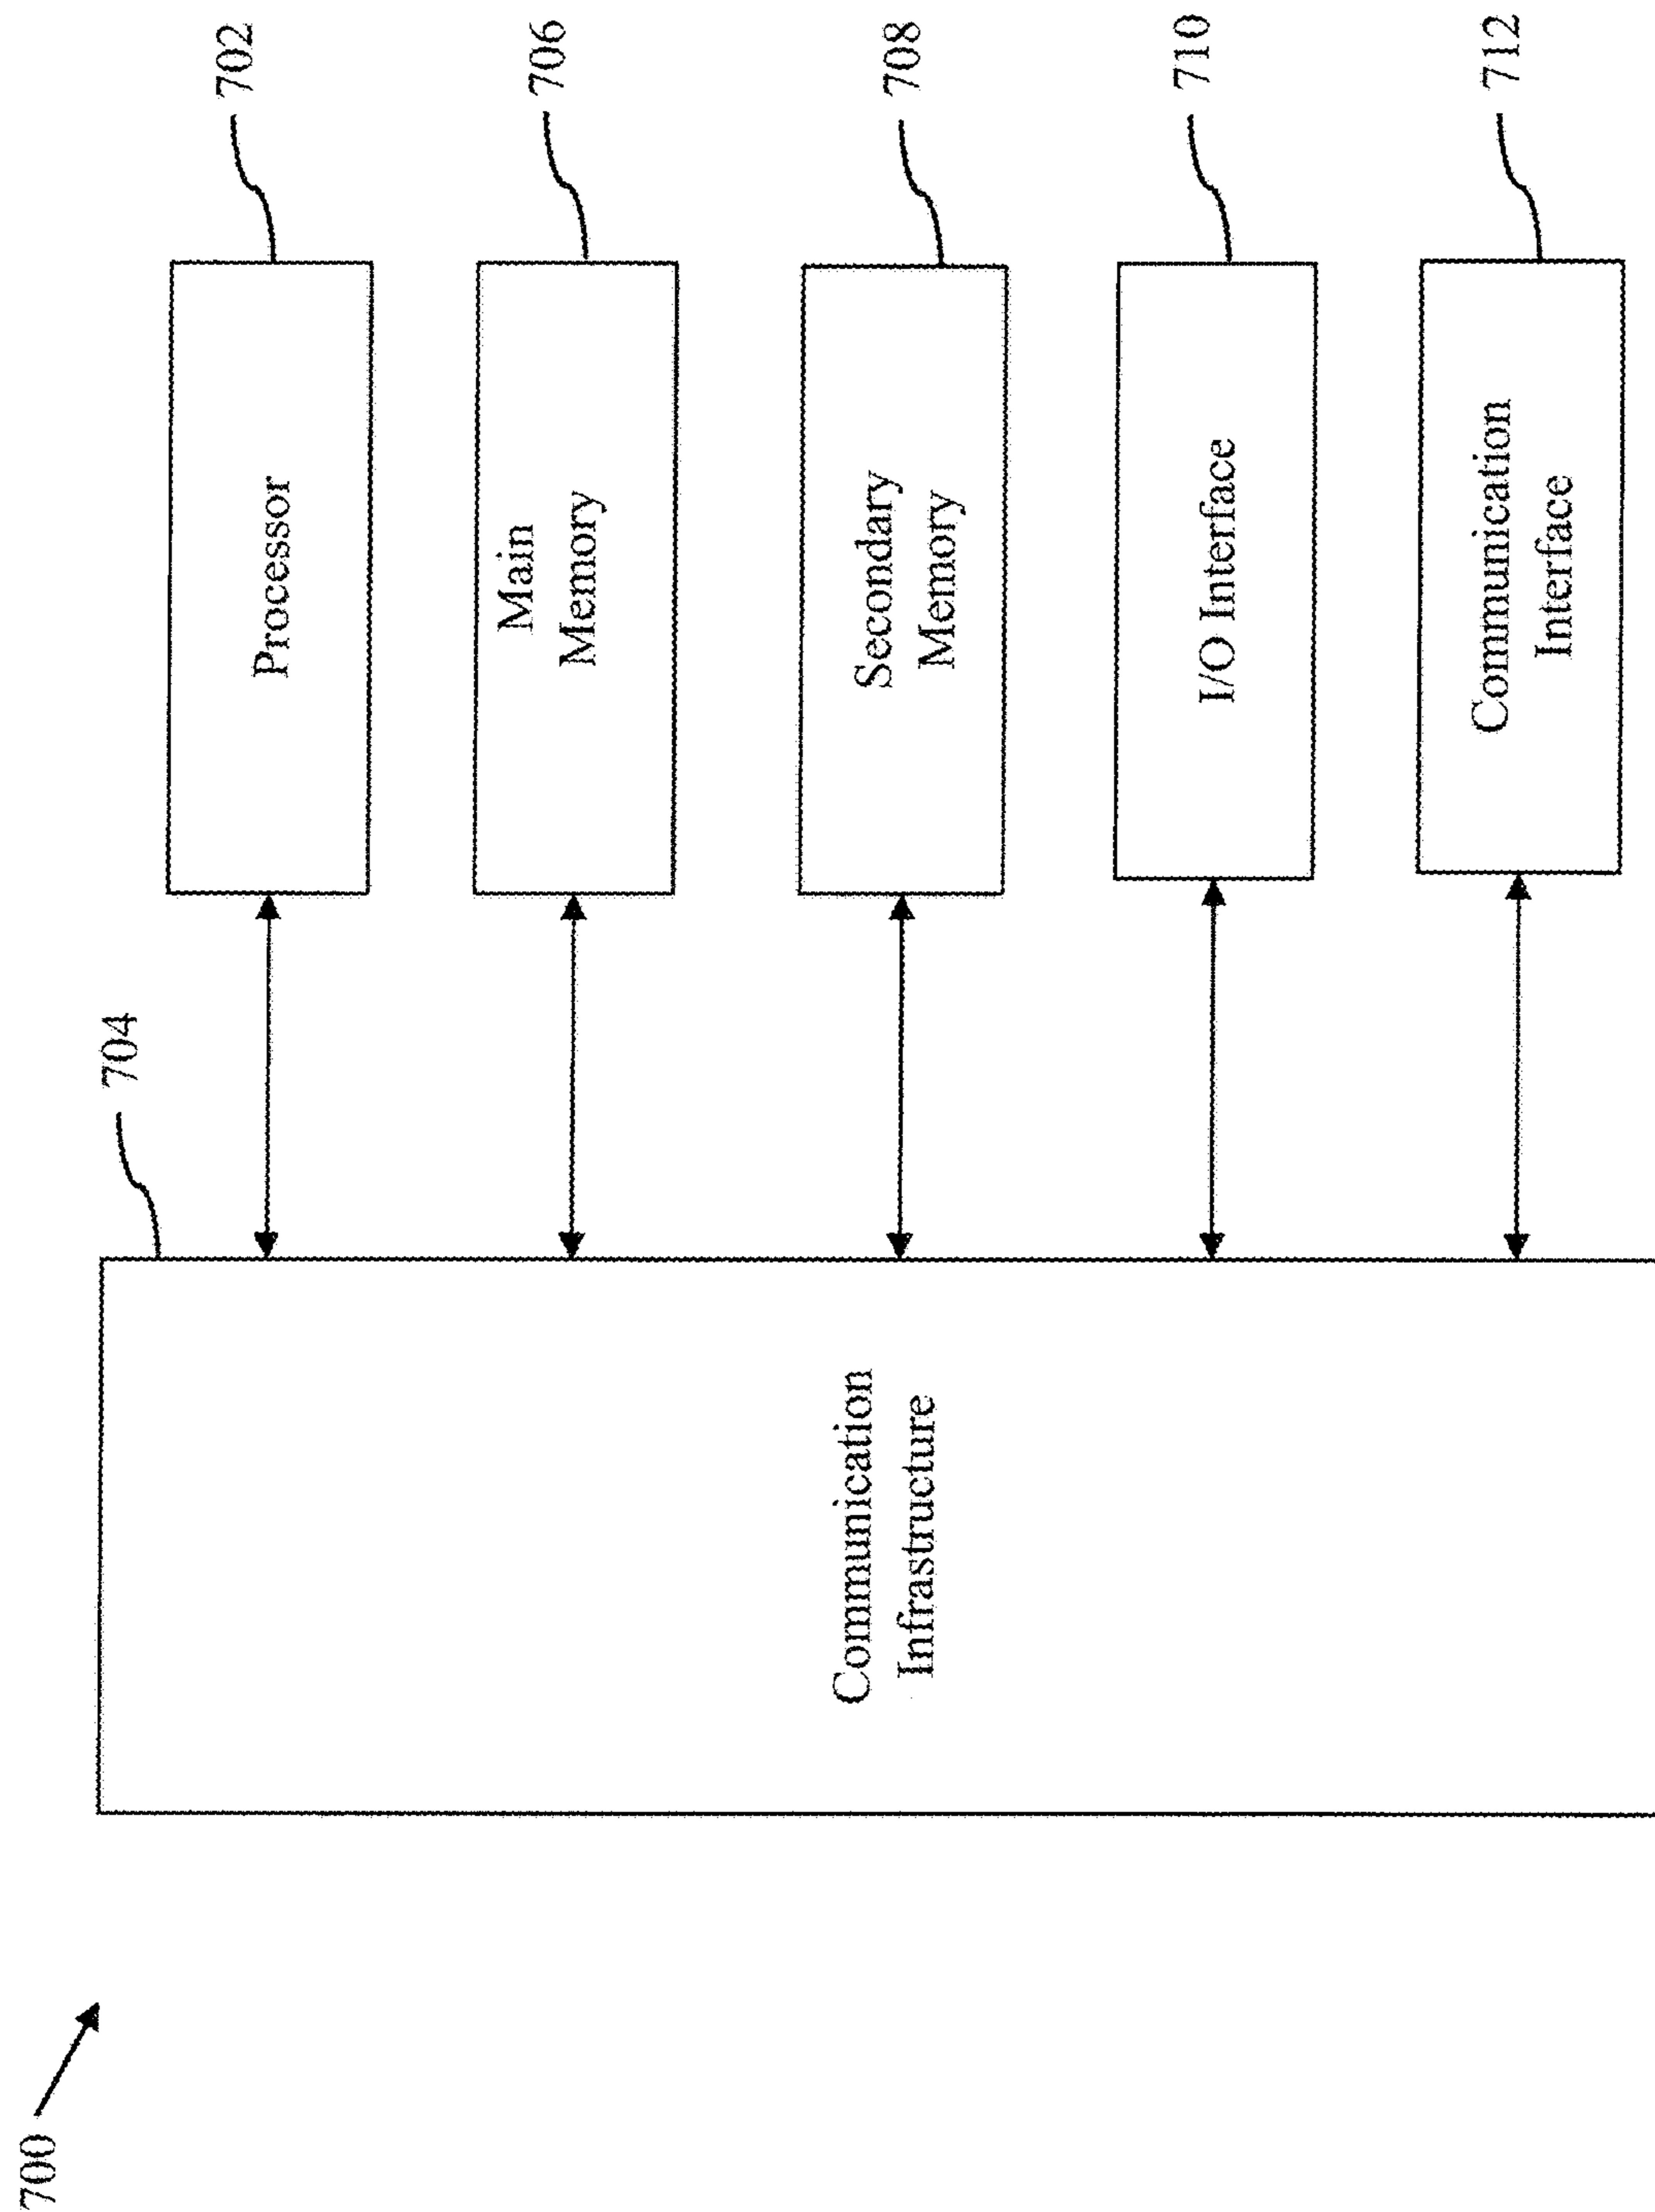 700
704
Communication
Infrastructure
Processor
702
Main
Memory
706
Secondary
Memory
708
I/O Interface
710
Communication
Interface
712